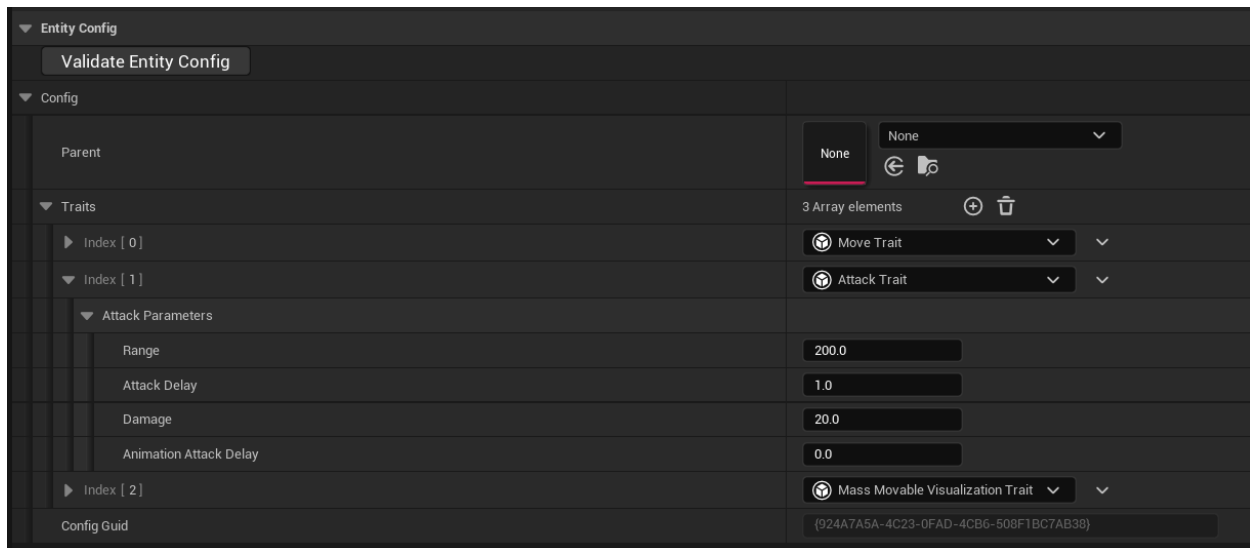 Entity Config
Validate Entity Config
Config
Parent
None
None
Traits
3 Array elements
Index [ 0 ]
Move Trait
Index [ 1 ]
Attack Trait
Attack Parameters
Range
200.0
Attack Delay
1.0
Damage
20.0
Animation Attack Delay
0.0
Index [ 2 ]
Mass Movable Visualization Trait
Config Guid
{924A7A5A-4C23-0FAD-4CB6-508F1BC7AB38}